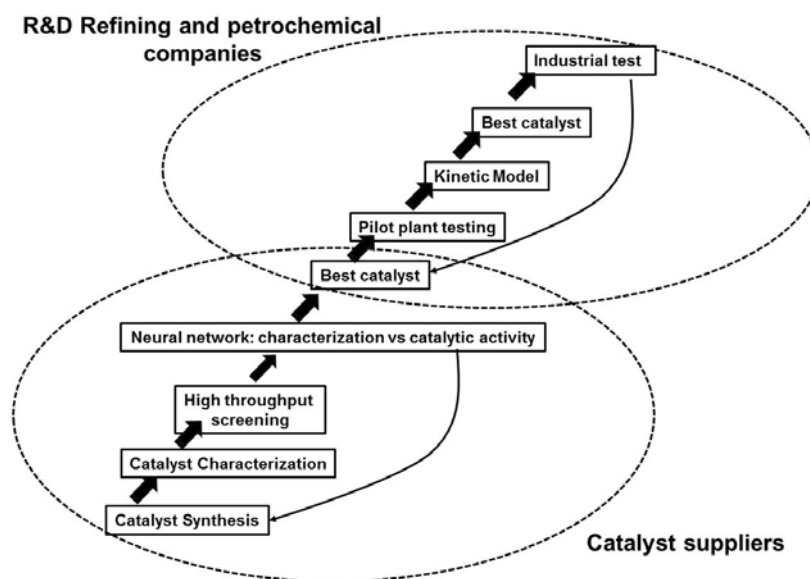 R&D Refining and petrochemical
companies
Industrial test
Best catalyst
Kinetic Model
Pilot plant testing
Best catalyst
Neural network: characterization vs catalytic activity
High throughput
screening
Catalyst Characterization
Catalyst Synthesis
Catalyst suppliers